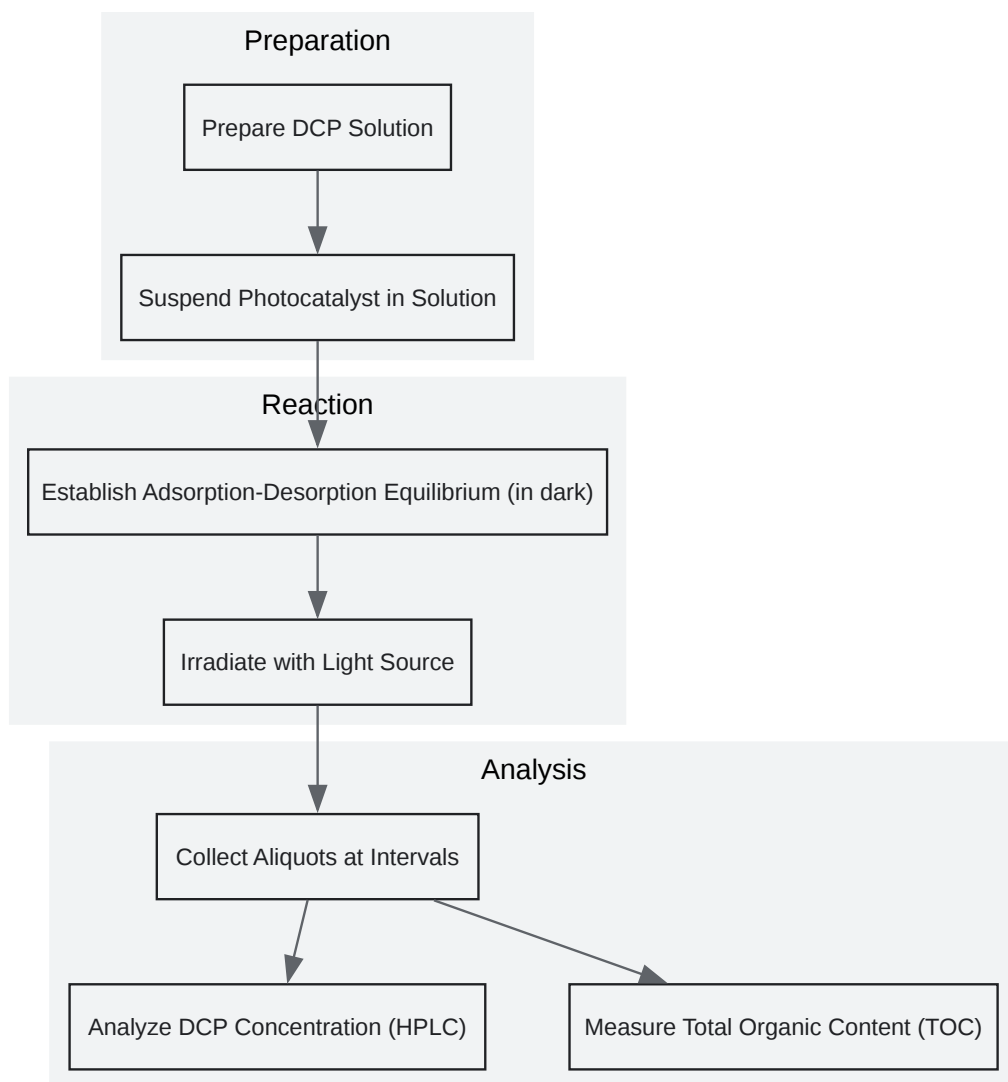 Preparation
Prepare DCP Solution
Suspend Photocatalyst in Solution
Reaction
Establish Adsorption-Desorption Equilibrium (in dark)
Irradiate with Light Source
Analysis
Collect Aliquots at Intervals
Analyze DCP Concentration (HPLC)
Measure Total Organic Content (TOC)